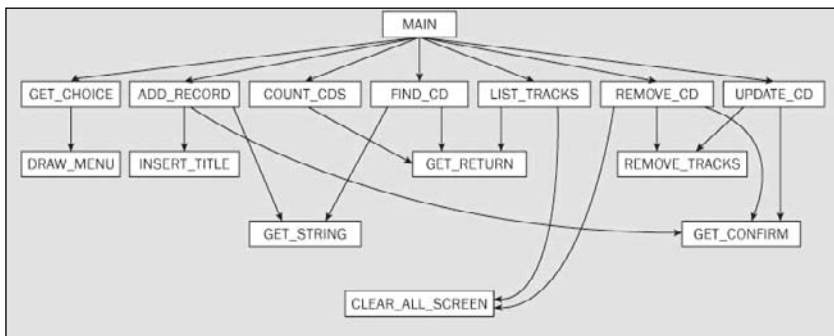 MAIN
GET_CHOICE
ADD_RECORD
COUNT_CDS
FIND_CD
LIST_TRACKS
REMOVE_CD
UPDATE_CD
DRAW_MENU
INSERT_TITLE
GET_RETURN
REMOVE_TRACKS
GET_STRING
GET_CONFIRM
CLEAR_ALL_SCREEN